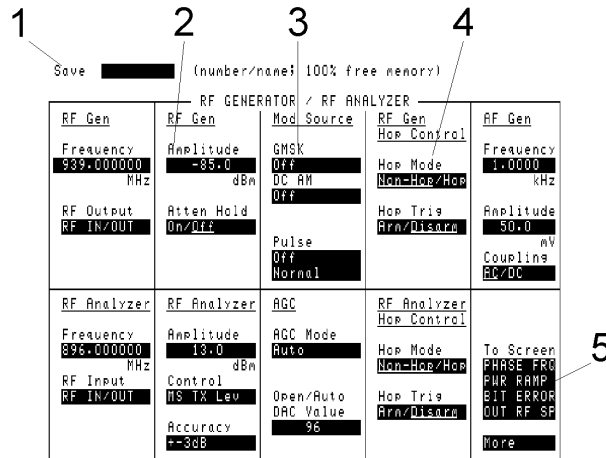 1 2 3 4
Save (number/name; 100% free memory)
RF GENERATOR / RF ANALYZER
RF Gen RF Gen Mod Source RF Gen AF Gen
Hop Control
Frequency Amplitude GMSK Frequency
939.000000 -85.0 Off Hop Mode 1.0000
MHz dBm DC AM Non-Hop/Hop kHz
Off
RF Output Atten Hold Hop Trig Amplitude
RF IN/OUT On/Off Arm/Disarm 50.0
Pulse mV
Off Coupling
Normal AC/DC
RF Analyzer RF Analyzer AGC RF Analyzer
Hop Control
Frequency Amplitude AGC Mode
896.000000 13.0 Auto Hop Mode To Screen
MHz dBm Non-Hop/Hop PHASE FRQ 5
RF Input Control PWR RAMP
RF IN/OUT MS TX Lev Open/Auto Hop Trig BIT ERROR
DAC Value Arm/Disarm OUT RF SP
Accuracy 96
+-3dB More